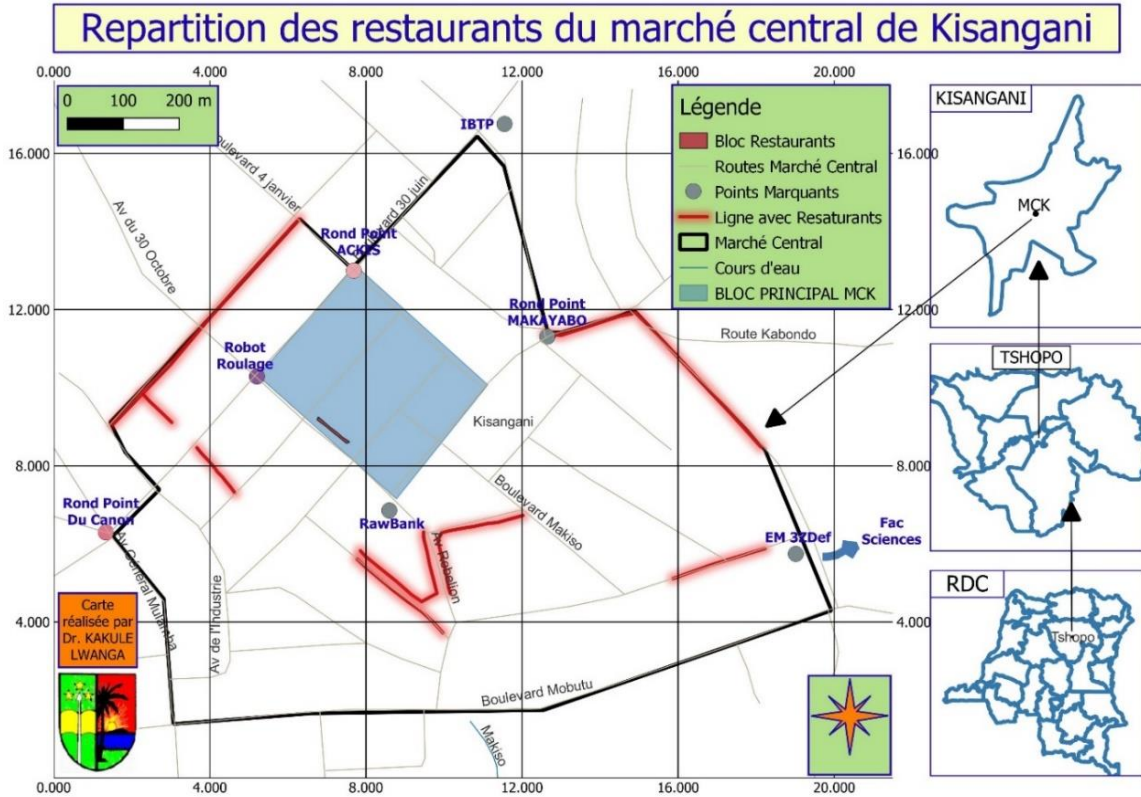 Repartition des restaurants du marché central de Kisangani
0.000
4.000
8.000
12.000
16.000
20.000
0 100 200 m
IBTP
Légende
Bloc Restaurants
Routes Marché Central
Points Marquants
Ligne avec Resaturants
Marché Central
Cours d'eau
BLOC PRINCIPAL MCK
KISANGANI
MCK
16.000
16.000
Boulevard 4 janvier
Boulevard 30 juin
Av du 30 Octobre
Rond Point
ACKIS
12.000
12.000
Rond Point
MAKAYABO
Route Kabondo
Robot
Roulage
TSHOPO
Kisangani
8.000
8.000
Rond Point
Du Canon
RawBank
Boulevard Makiso
Av Rebelion
EM 3ZDef
Fac
Sciences
Av Général Mulamba
Av de l'Industrie
RDC
Tshopo
Carte
réalisée par
Dr. KAKULE
LWANGA
4.000
4.000
Boulevard Mobutu
Makiso
0.000
4.000
8.000
12.000
16.000
20.000